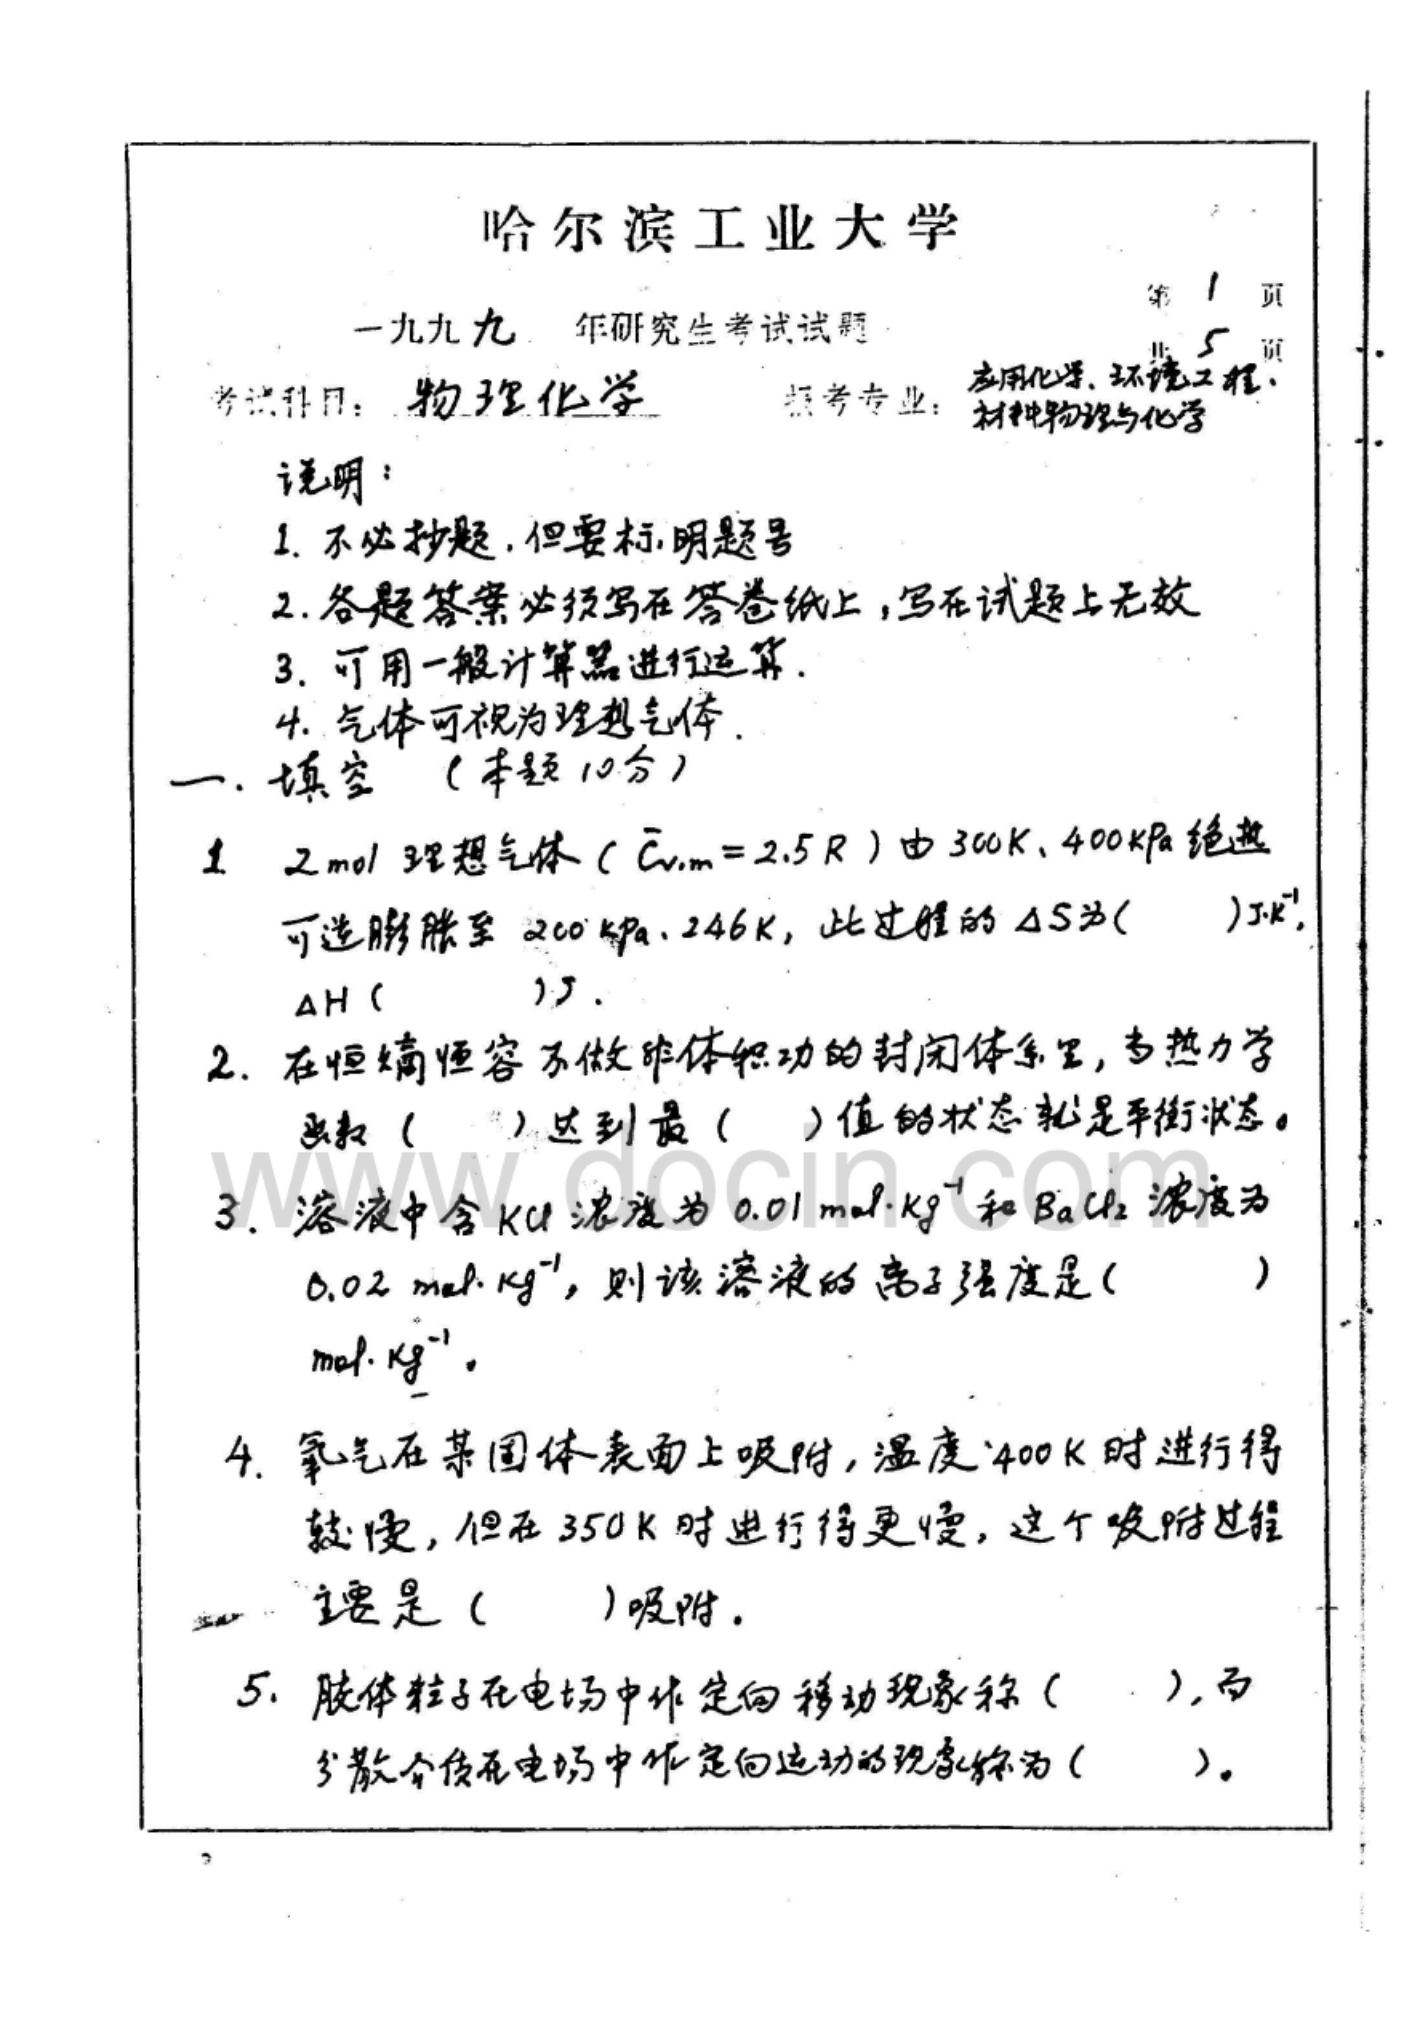 哈尔滨工业大学
第 1 页
一九九九 年研究生考试试题
共 5 页
考试科目: 物理化学 报考专业: 应用化学、环境工程、
材料物理与化学
说明:
1. 不必抄题,但要标明题号
2. 各题答案必须写在答卷纸上,写在试题上无效
3. 可用一般计算器进行运算.
4. 气体可视为理想气体.
一. 填空 (本题10分)
1 2mol 理想气体 ( C̄v.m = 2.5R ) 由 300K、400KPa 绝热
可逆膨胀至 200KPa、246K, 此过程的 ΔS为( )J·K⁻¹,
ΔH ( )J.
2. 在恒熵恒容不做非体积功的封闭体系里, 当热力学
函数 ( ) 达到最 ( ) 值的状态就是平衡状态。
www.docin.com
3. 溶液中含 KCl 浓度为 0.01 mol·Kg⁻¹ 和 BaCl₂ 浓度为
0.02 mol·Kg⁻¹, 则该溶液的离子强度是 ( )
mol·Kg⁻¹。
4. 氧气在某固体表面上吸附, 温度 400K 时进行得
较慢, 但在 350K 时进行得更慢, 这个吸附过程
主要是 ( ) 吸附。
5. 胶体粒子在电场中作定向移动现象称 ( ), 而
分散介质在电场中作定向运动的现象称为 ( )。